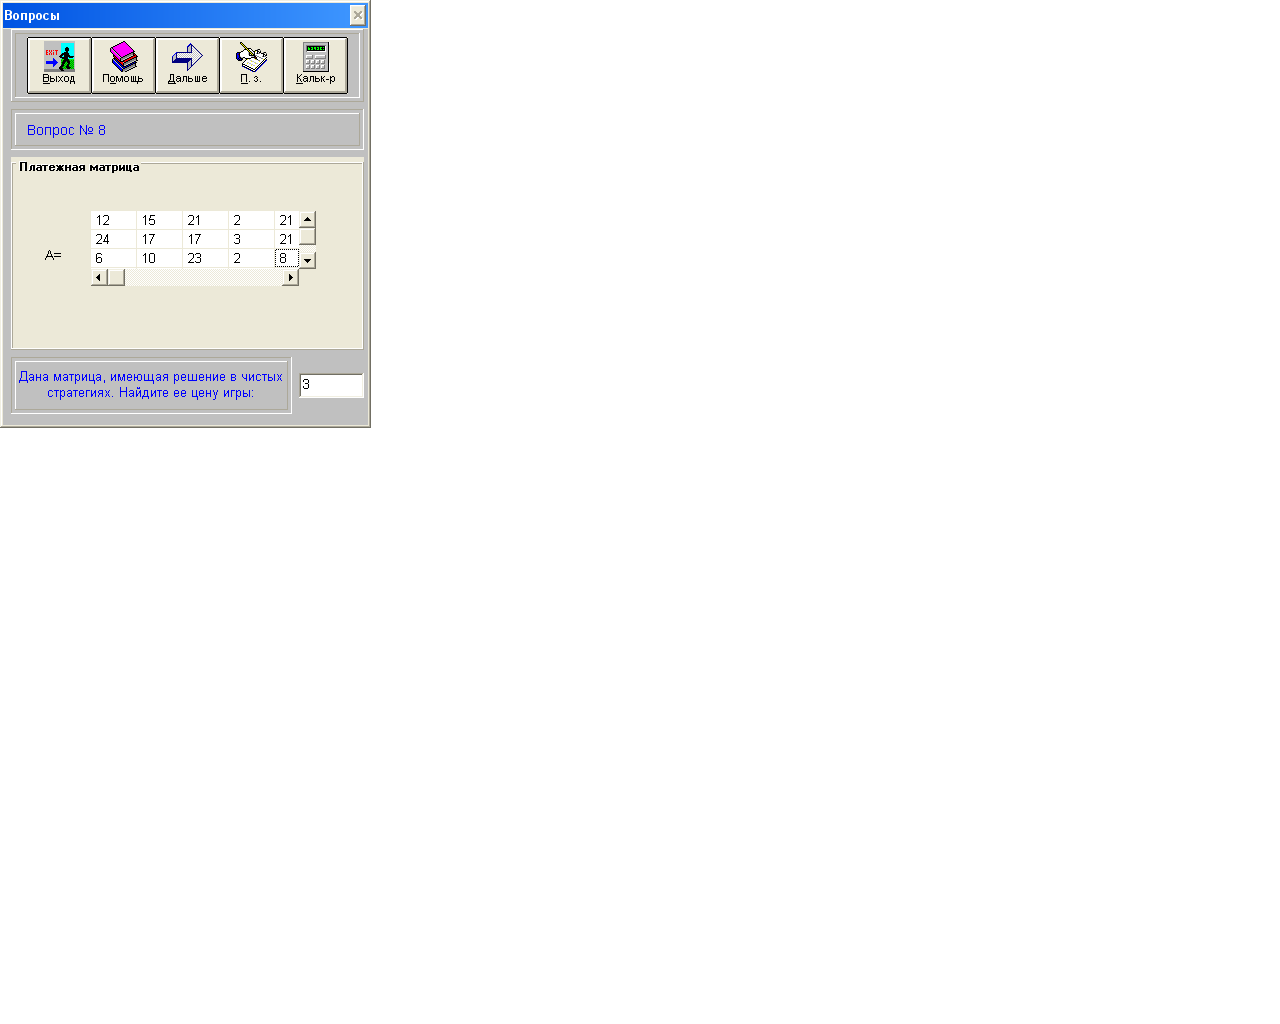 Вопросы
EXIT
Выход Помощь Дальше П. з. Кальк-р
Вопрос № 8
Платежная матрица
12 15 21 2 21
24 17 17 3 21
A=
6 10 23 2 8
Дана матрица, имеющая решение в чистых
стратегиях. Найдите ее цену игры:
3